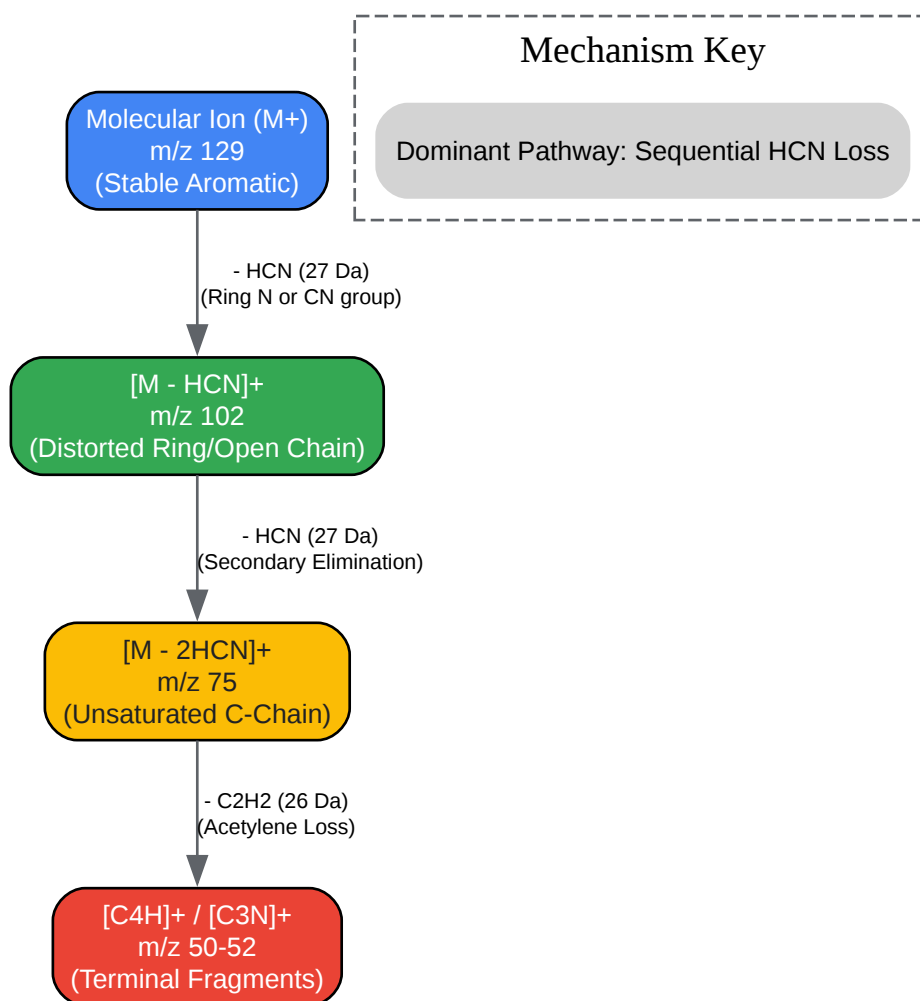 Mechanism Key
Dominant Pathway: Sequential HCN Loss
Molecular Ion (M+)
m/z 129
(Stable Aromatic)
- HCN (27 Da)
(Ring N or CN group)
[M - HCN]+
m/z 102
(Distorted Ring/Open Chain)
- HCN (27 Da)
(Secondary Elimination)
[M - 2HCN]+
m/z 75
(Unsaturated C-Chain)
- C2H2 (26 Da)
(Acetylene Loss)
[C4H]+ / [C3N]+
m/z 50-52
(Terminal Fragments)